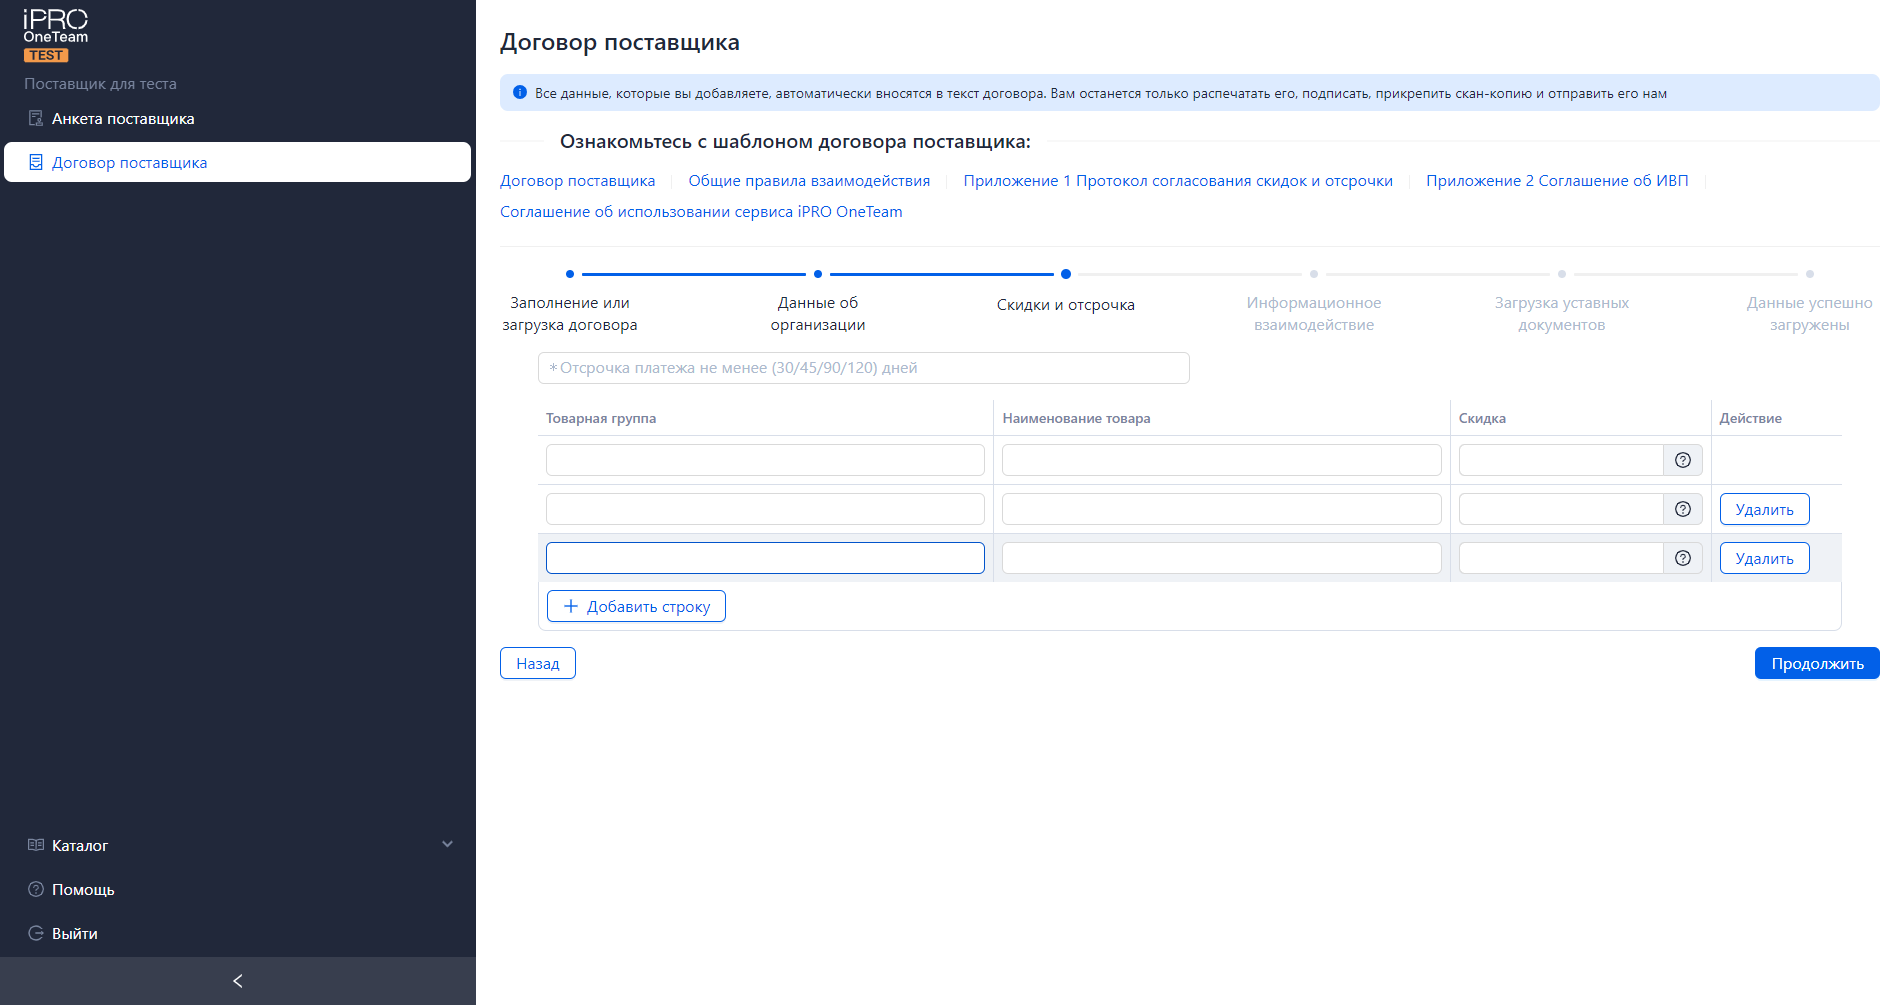 iPRO
OneTeam
TEST
Поставщик для теста
Анкета поставщика
Договор поставщика
Каталог
Помощь
Выйти
Договор поставщика
Все данные, которые вы добавляете, автоматически вносятся в текст договора. Вам останется только распечатать его, подписать, прикрепить скан-копию и отправить его нам
Ознакомьтесь с шаблоном договора поставщика:
Договор поставщика Общие правила взаимодействия Приложение 1 Протокол согласования скидок и отсрочки Приложение 2 Соглашение об ИВП
Соглашение об использовании сервиса iPRO OneTeam
Заполнение или
загрузка договора
Данные об
организации
Скидки и отсрочка
Информационное
взаимодействие
Загрузка уставных
документов
Данные успешно
загружены
* Отсрочка платежа не менее (30/45/90/120) дней
Товарная группа Наименование товара Скидка Действие
Удалить
Удалить
+ Добавить строку
Назад Продолжить